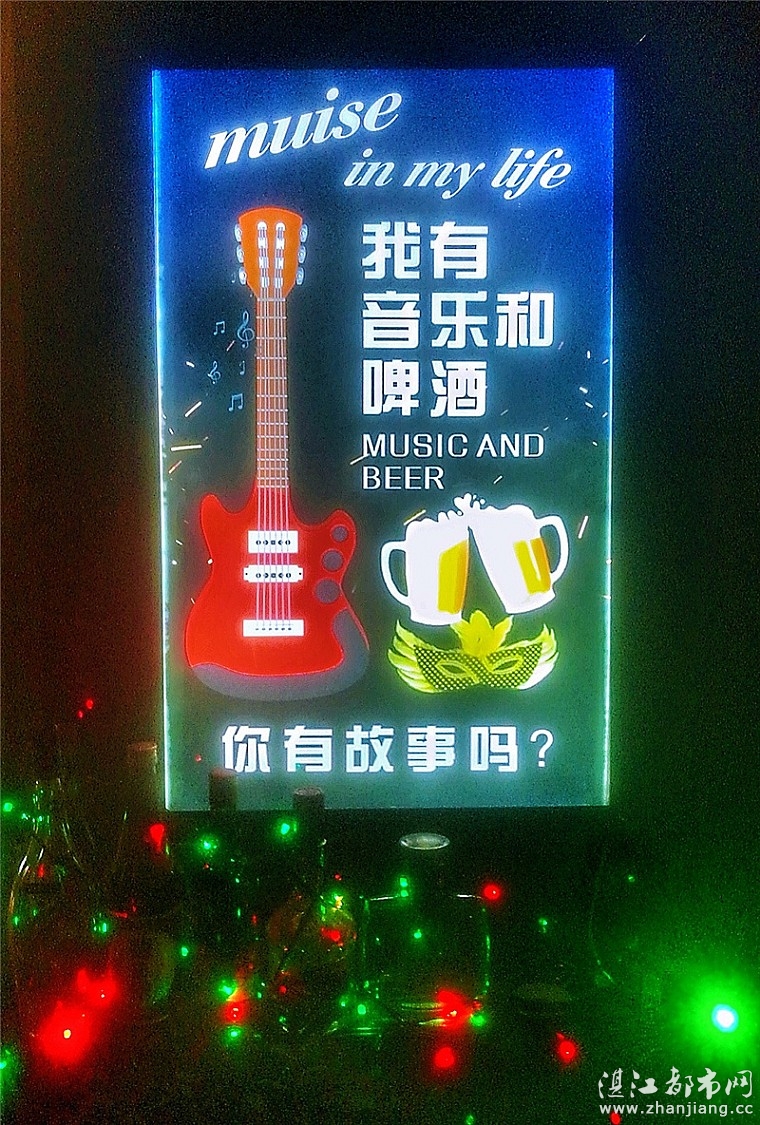 muise
in my life
我有
音乐和
啤酒
MUSIC AND
BEER
你有故事吗?
湛江都市网
www.zhanjiang.cc